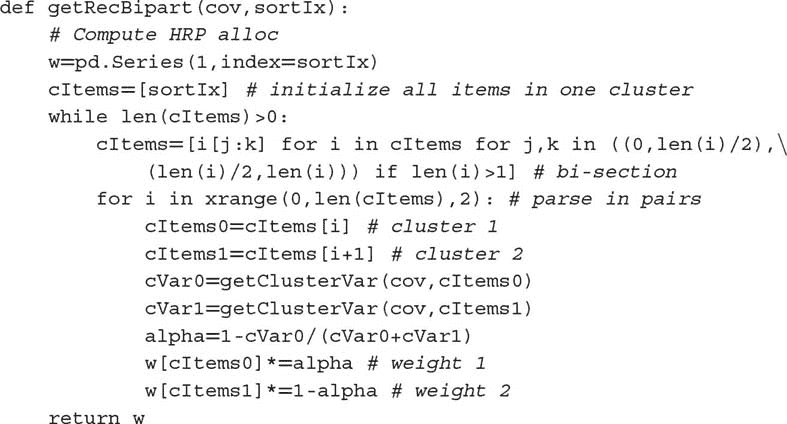 def getRecBipart(cov,sortIx):
    # Compute HRP alloc
    w=pd.Series(1,index=sortIx)
    cItems=[sortIx] # initialize all items in one cluster
    while len(cItems)>0:
        cItems=[i[j:k] for i in cItems for j,k in ((0,len(i)/2),\
            (len(i)/2,len(i))) if len(i)>1] # bi-section
        for i in xrange(0,len(cItems),2): # parse in pairs
            cItems0=cItems[i] # cluster 1
            cItems1=cItems[i+1] # cluster 2
            cVar0=getClusterVar(cov,cItems0)
            cVar1=getClusterVar(cov,cItems1)
            alpha=1-cVar0/(cVar0+cVar1)
            w[cItems0]*=alpha # weight 1
            w[cItems1]*=1-alpha # weight 2
    return w